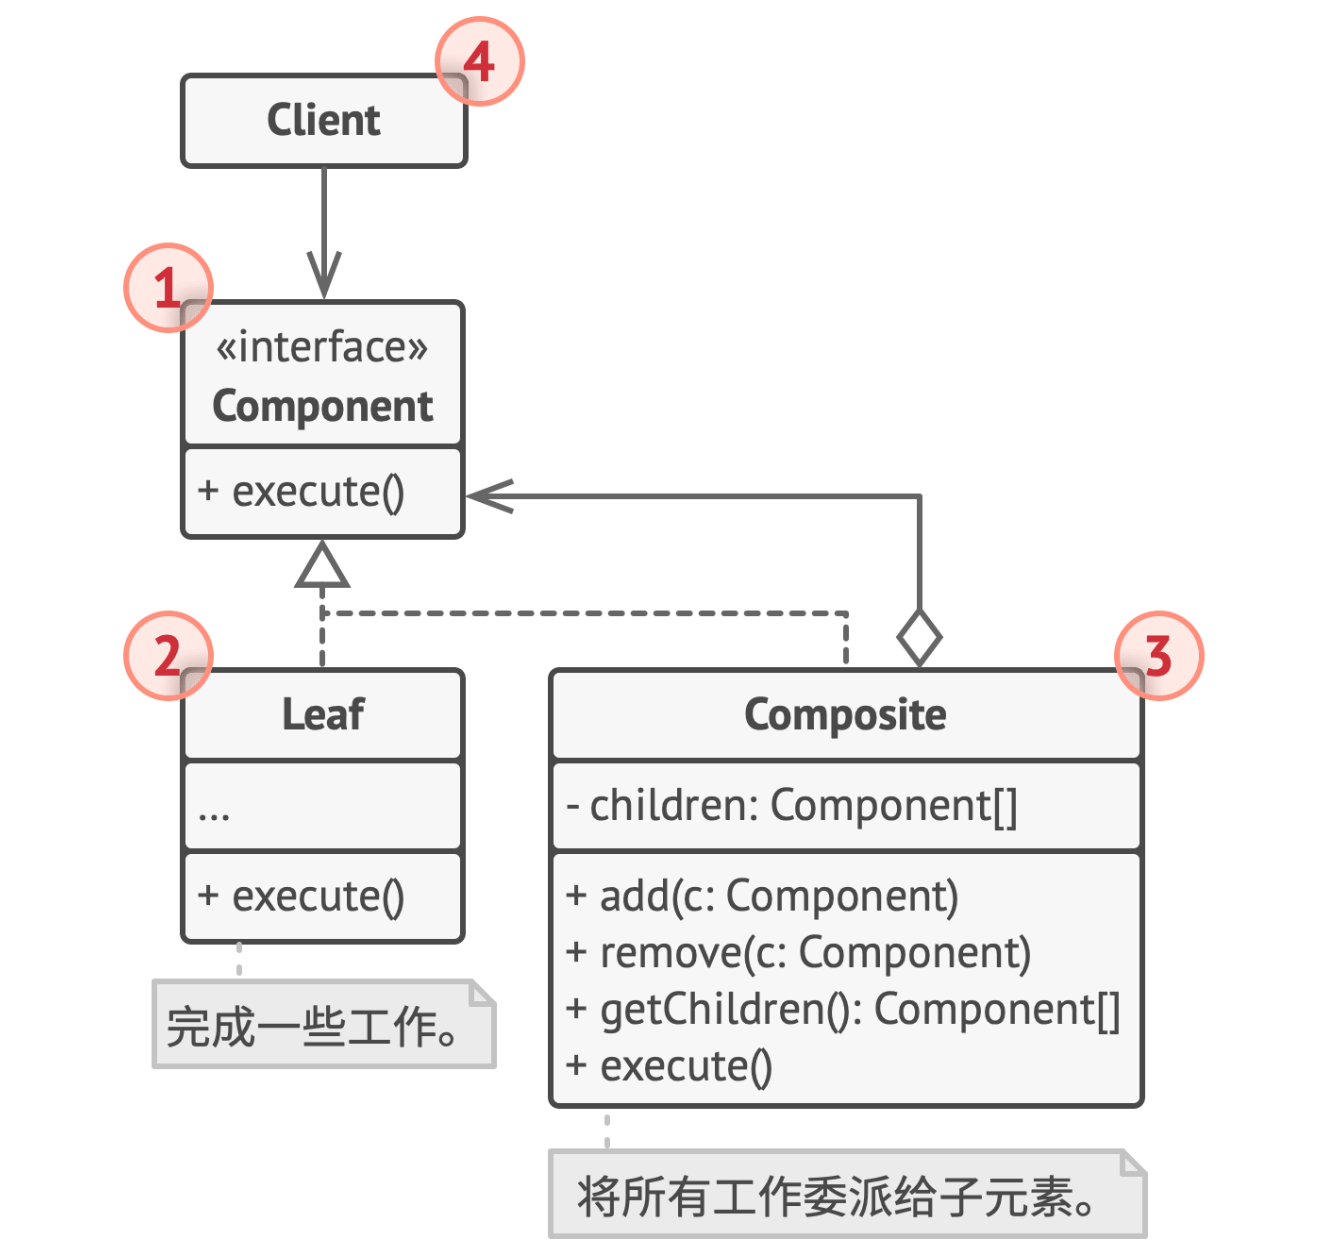 4
Client
1
«interface»
Component
+ execute()
2
Leaf
...
+ execute()
完成一些工作。
3
Composite
- children: Component[]
+ add(c: Component)
+ remove(c: Component)
+ getChildren(): Component[]
+ execute()
将所有工作委派给子元素。